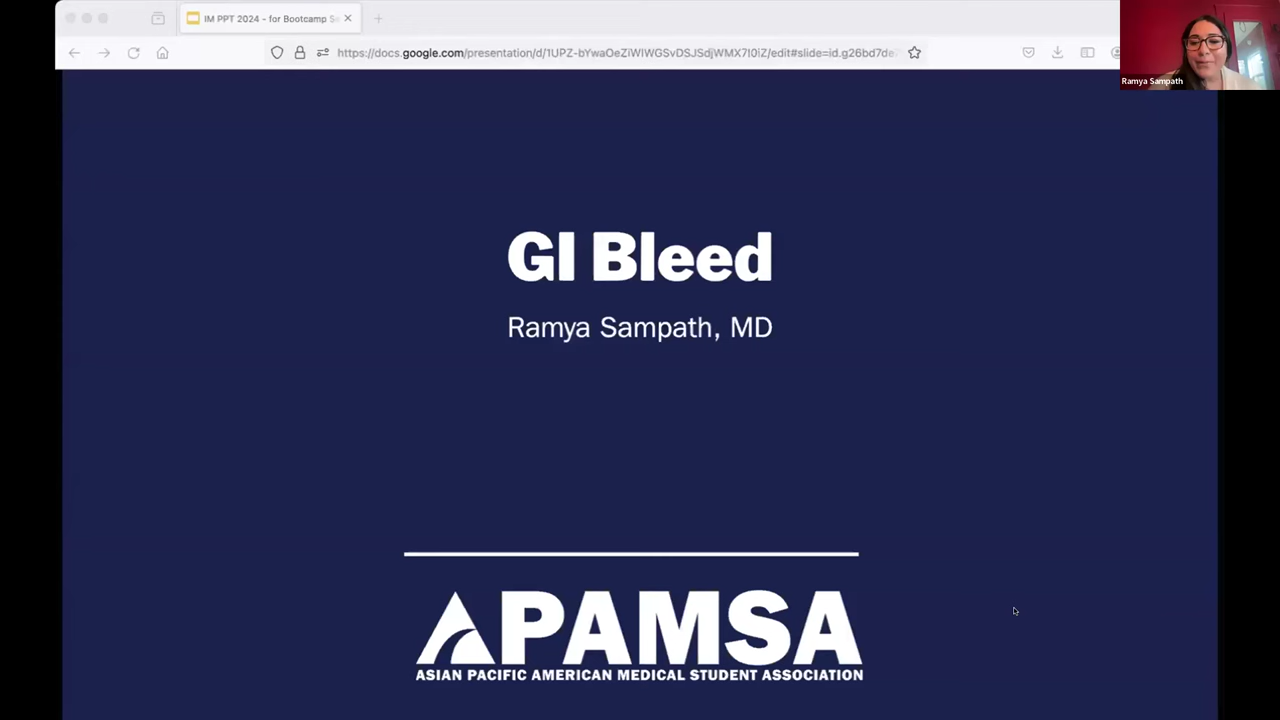 IM PPT 2024 - for Bootcamp Se
https://docs.google.com/presentation/d/1UPZ-bYwaOeZiWIWGSvDSJSdjWMX7I0iZ/edit#slide=id.g26bd7de
Ramya Sampath
GI Bleed
Ramya Sampath, MD
APAMSA
ASIAN PACIFIC AMERICAN MEDICAL STUDENT ASSOCIATION